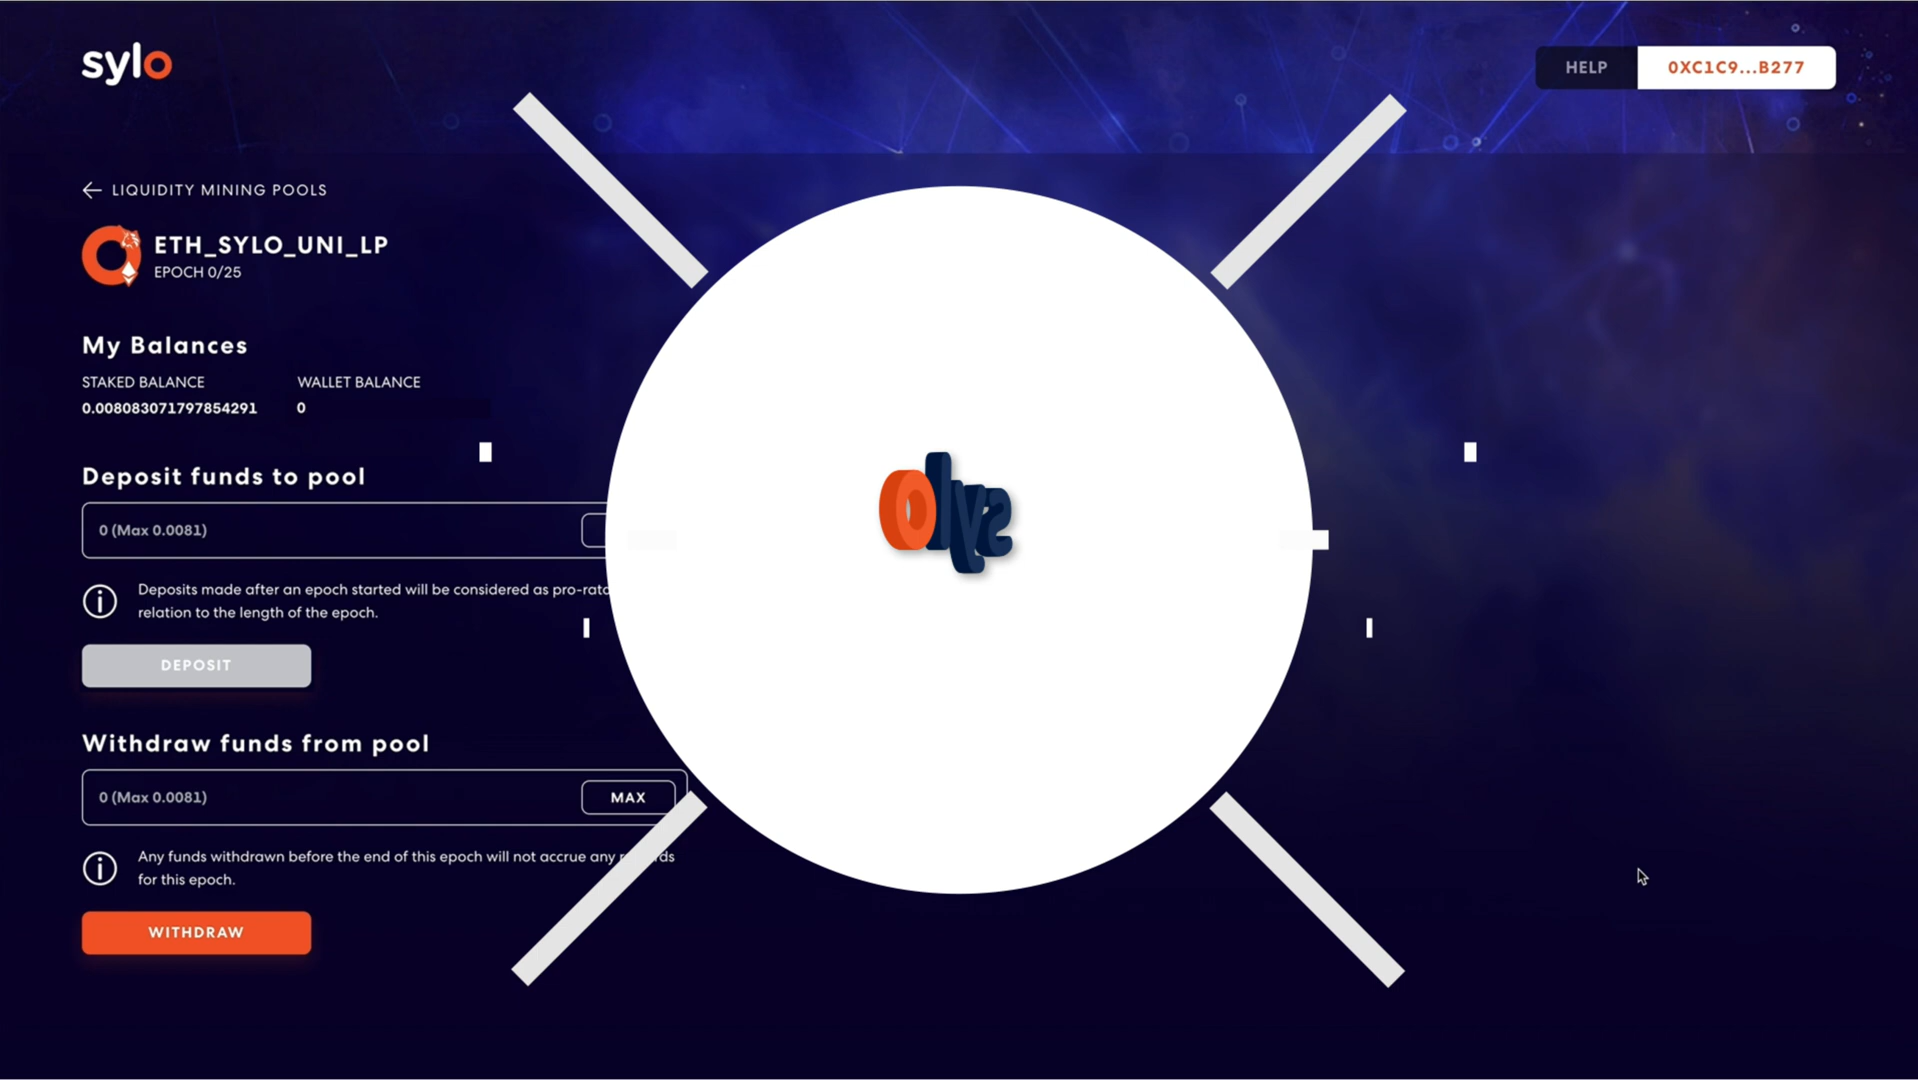 sylo
HELP
0XC1C9...B277
← LIQUIDITY MINING POOLS
ETH_SYLO_UNI_LP
EPOCH 0/25
My Balances
STAKED BALANCE
WALLET BALANCE
0.008083071797854291
0
sylo
Deposit funds to pool
0 (Max 0.0081)
Deposits made after an epoch started will be considered as
relation to the length of the epoch.
DEPOSIT
Withdraw funds from pool
0 (Max 0.0081)
MAX
Any funds withdrawn before the end of this epoch will not accrue any
for this epoch.
WITHDRAW